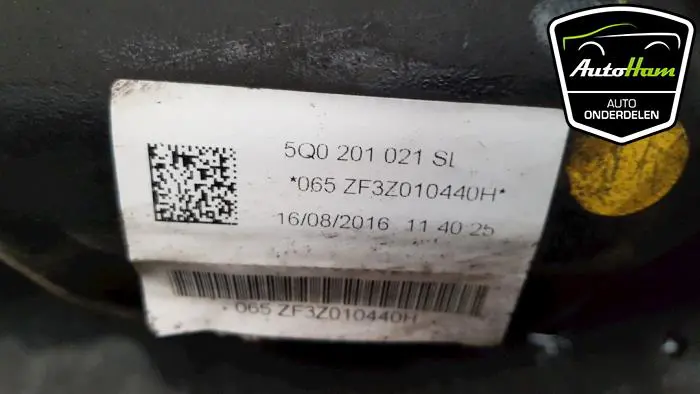 AutoHam
AUTO
ONDERDELEN
5Q0 201 021 SL
*065 ZF3Z010440H*
16/08/2016 11 40 25
065 ZF3Z010440H